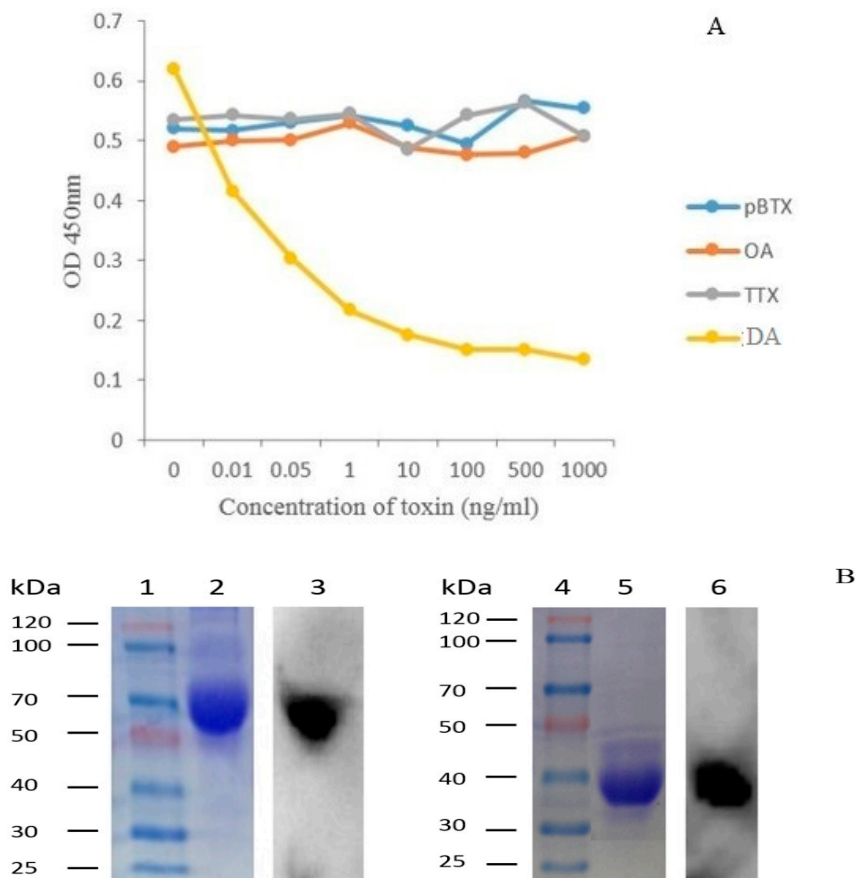 A
0.7
0.6
0.5
0.4
0.3
0.2
0.1
0
OD 450nm
0 0.01 0.05 1 10 100 500 1000
Concentration of toxin (ng/ml)
pBTX
OA
TTX
DA
B
kDa 1 2 3
120
100
70
50
40
30
25
kDa 4 5 6
120
100
70
50
40
30
25